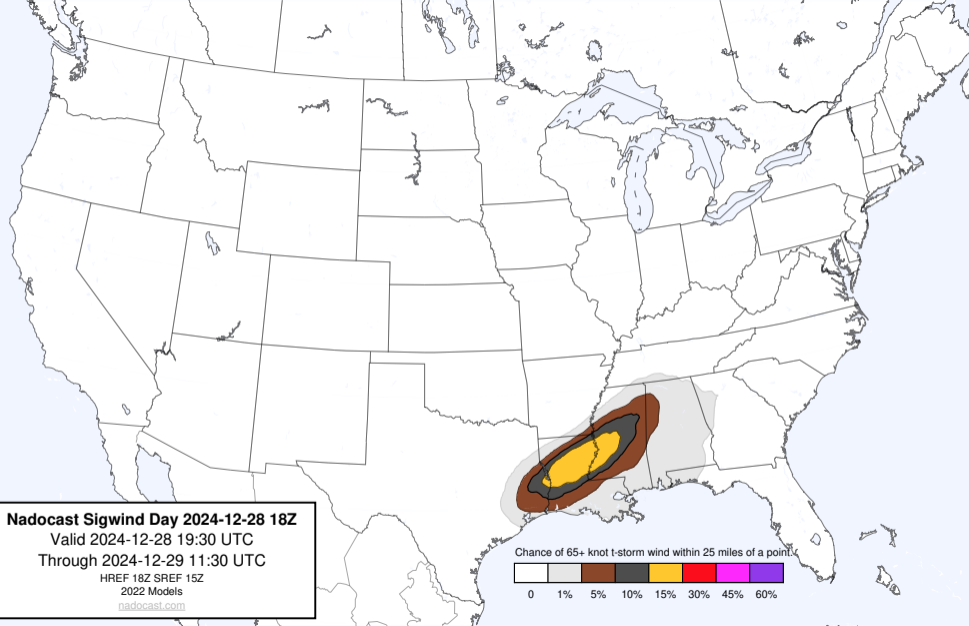 Nadocast Sigwind Day 2024-12-28 18Z
Valid 2024-12-28 19:30 UTC
Through 2024-12-29 11:30 UTC
HREF 18Z SREF 15Z
2022 Models
nadocast.com
Chance of 65+ knot t-storm wind within 25 miles of a point.
0 1% 5% 10% 15% 30% 45% 60%